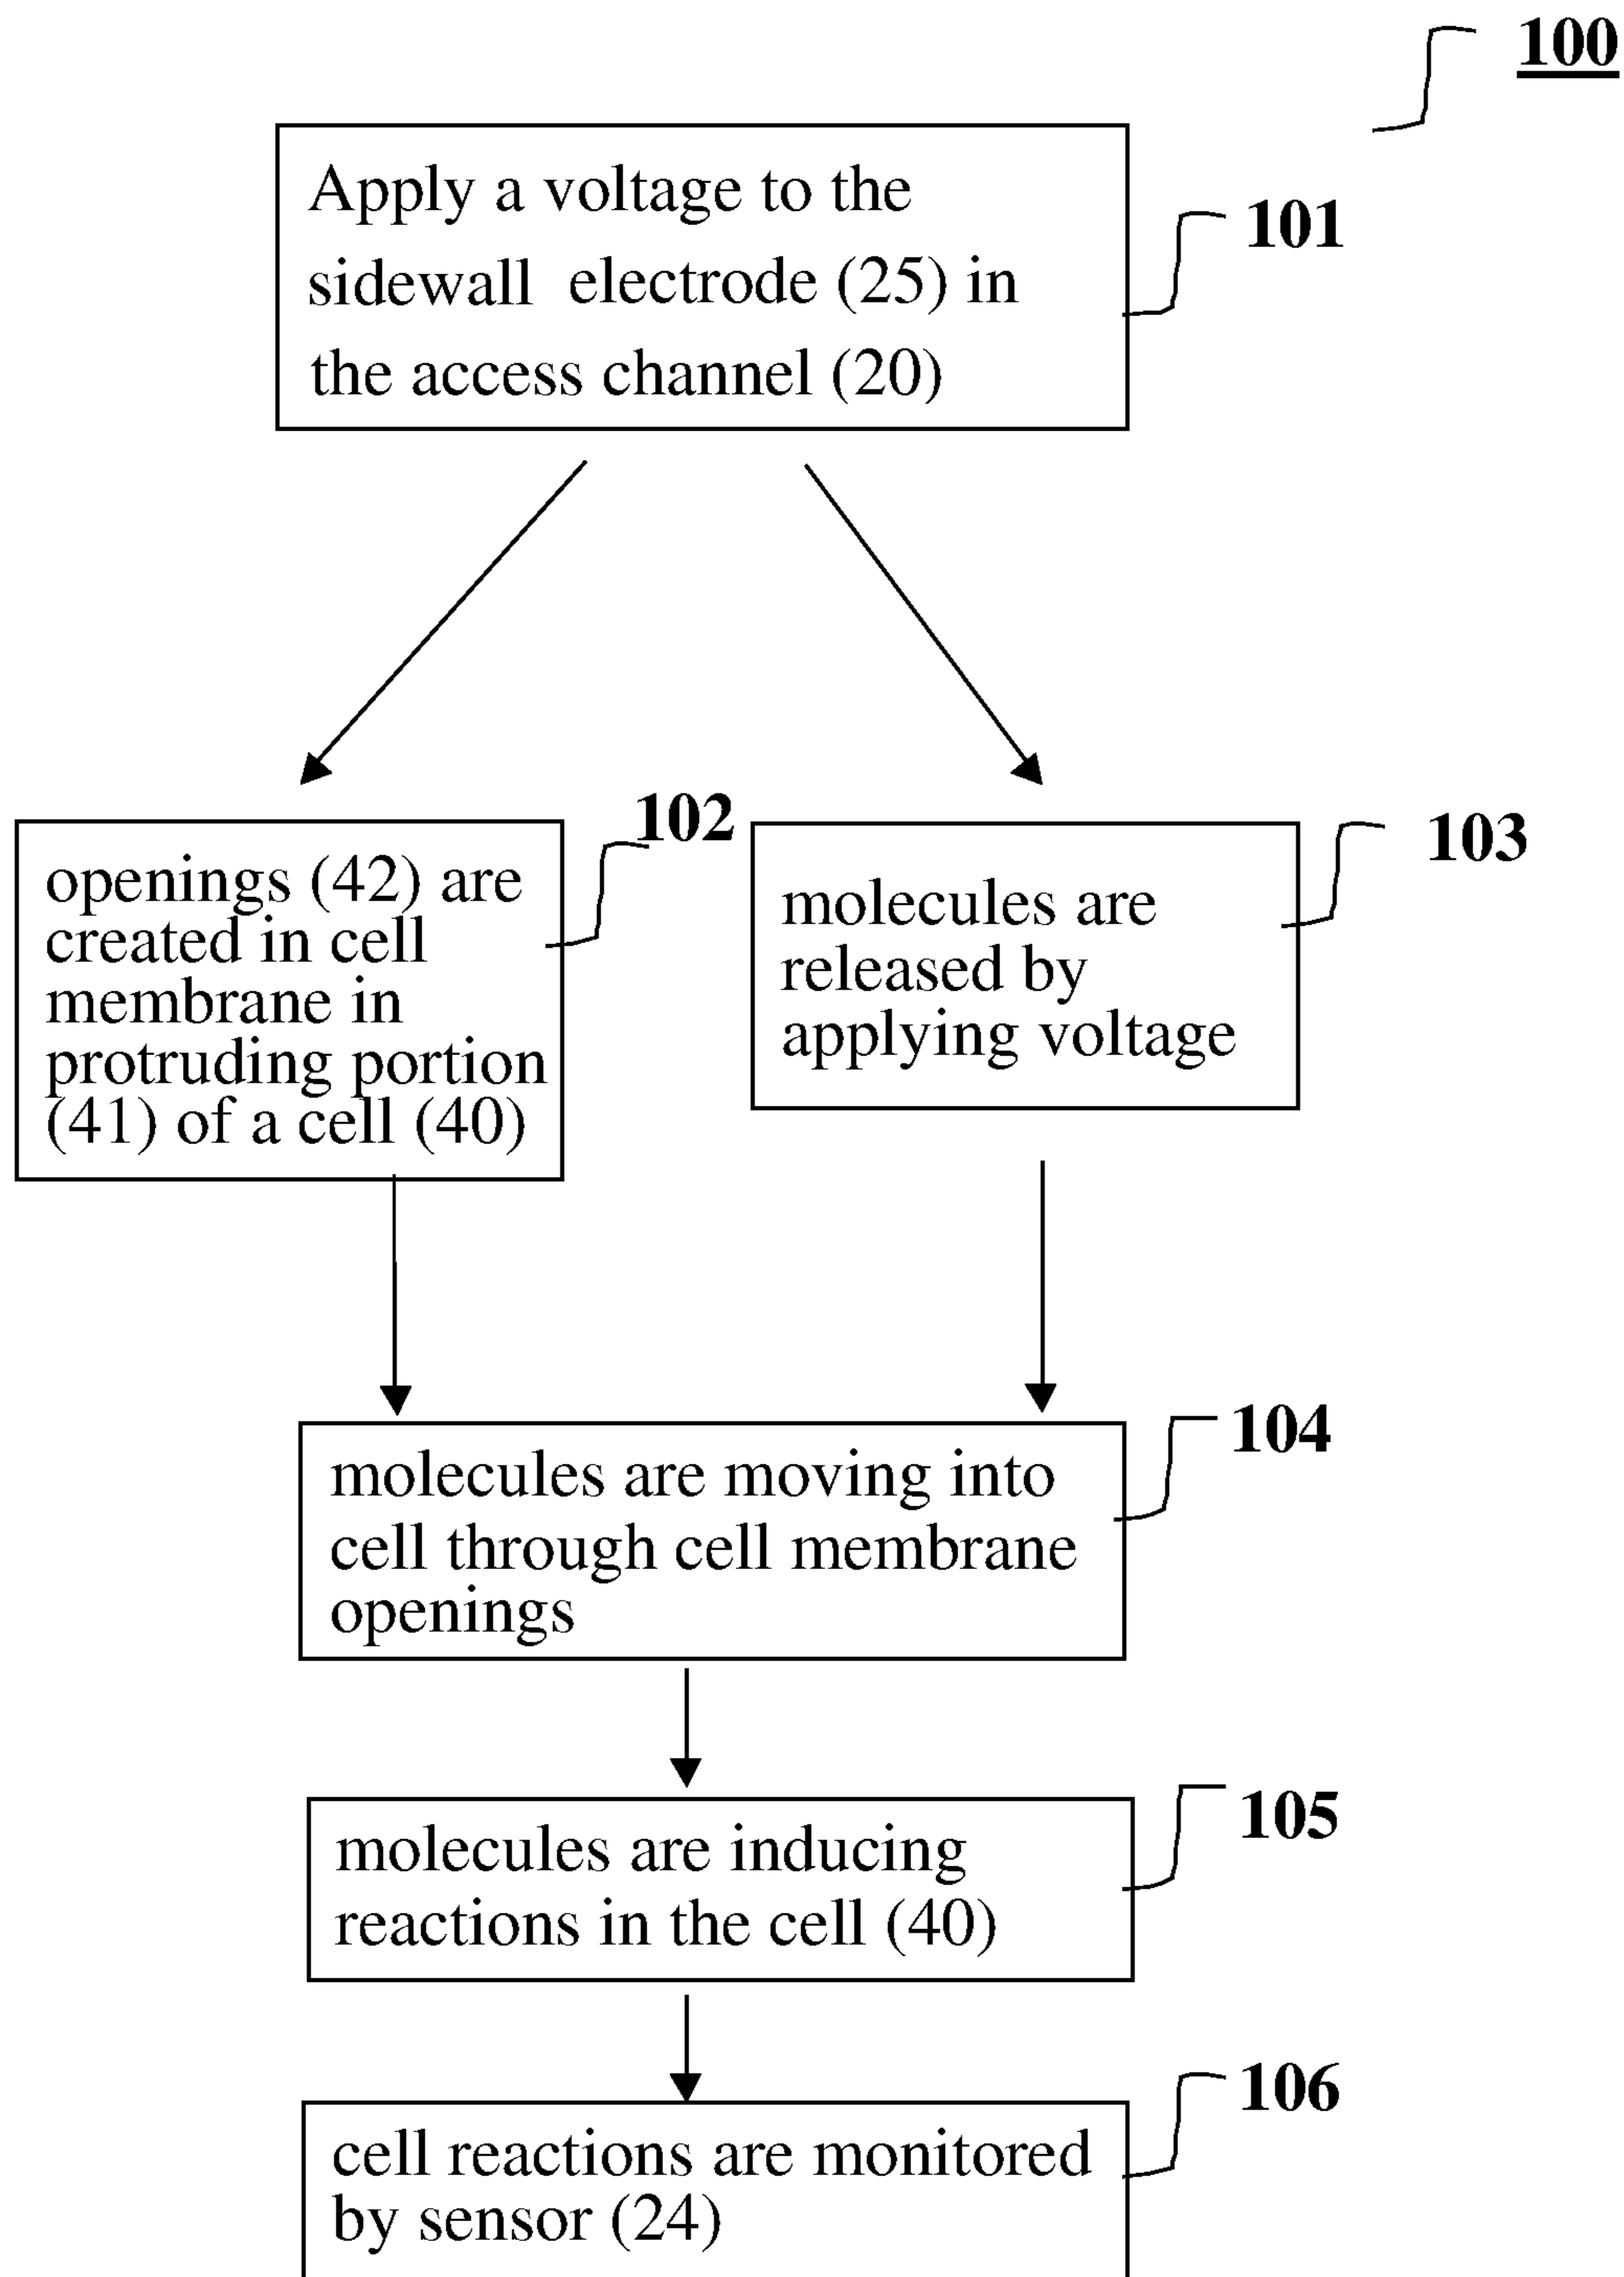 100
Apply a voltage to the
sidewall electrode (25) in
the access channel (20)
101
102
openings (42) are
created in cell
membrane in
protruding portion
(41) of a cell (40)
103
molecules are
released by
applying voltage
104
molecules are moving into
cell through cell membrane
openings
105
molecules are inducing
reactions in the cell (40)
106
cell reactions are monitored
by sensor (24)